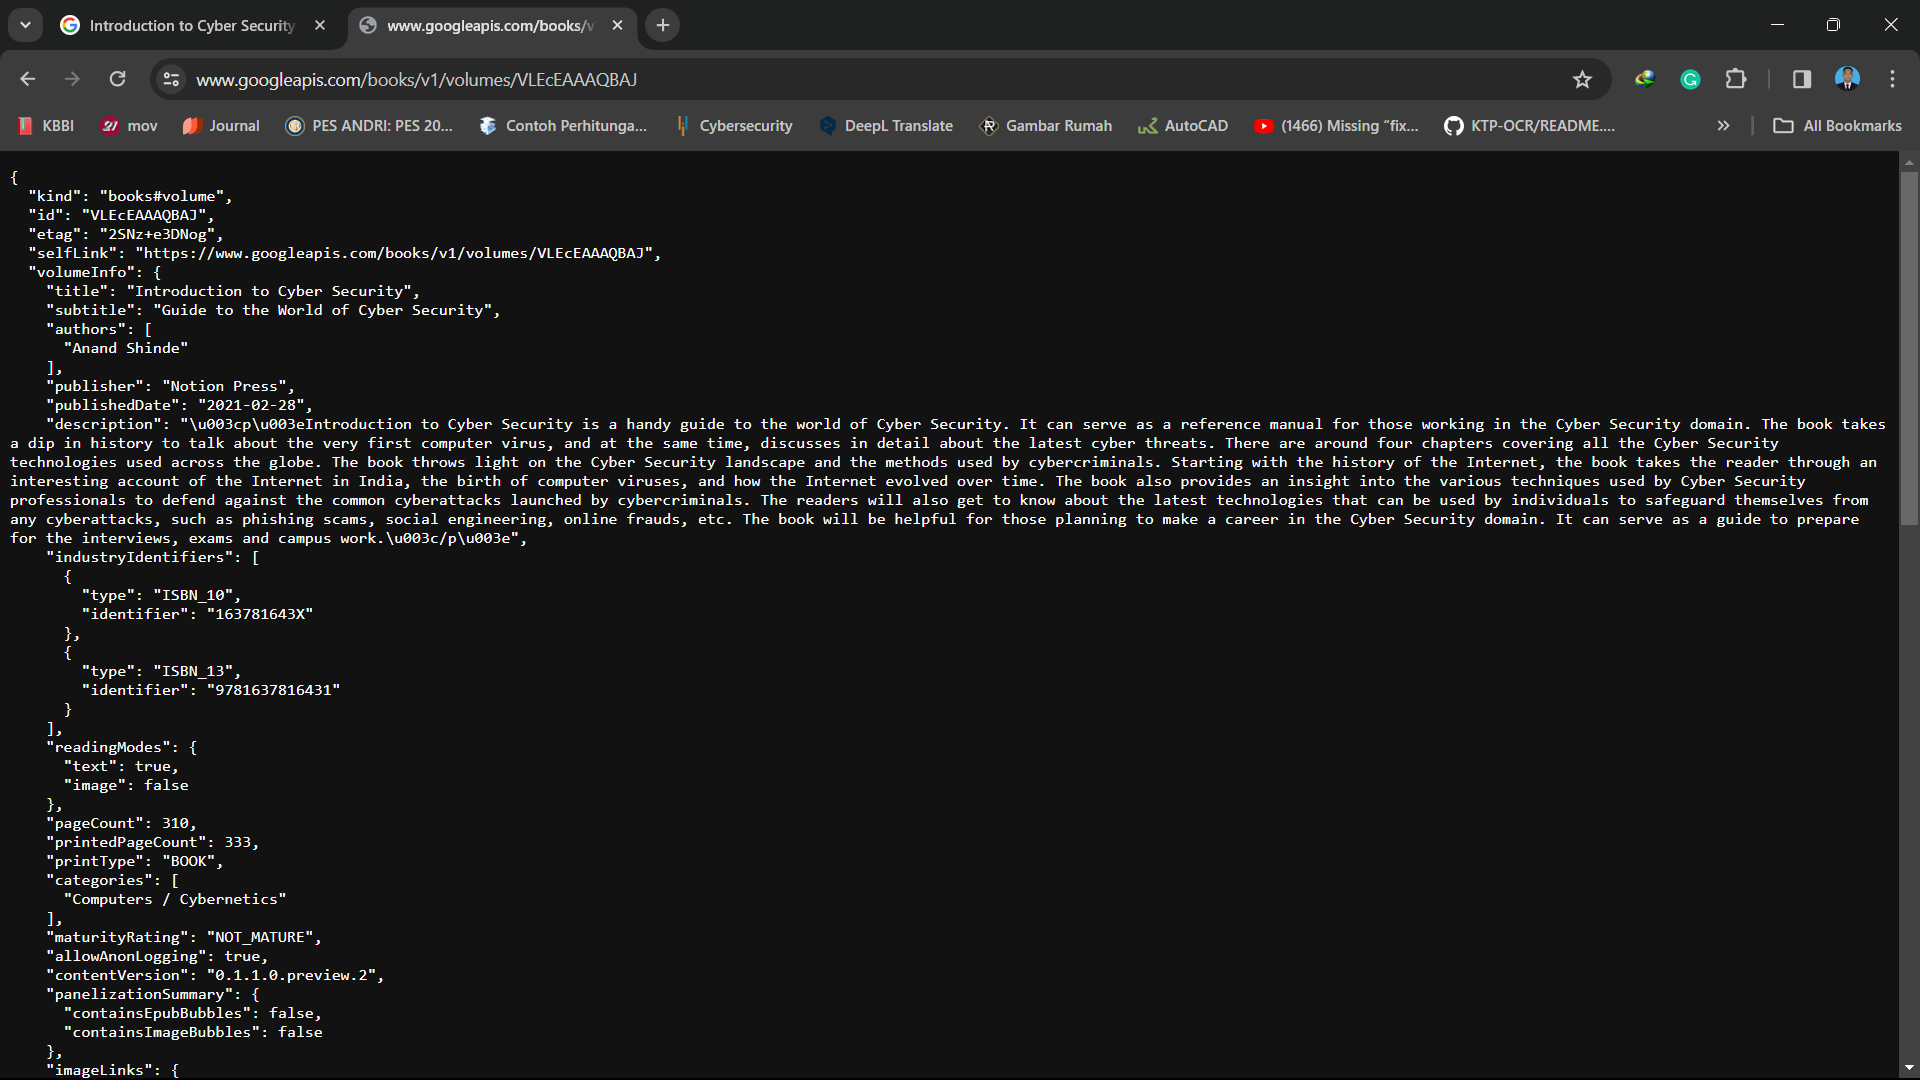 Introduction to Cyber Security
www.googleapis.com/books/v
www.googleapis.com/books/v1/volumes/VLEcEAAAQBAJ
KBBI
mov
Journal
PES ANDRI: PES 20...
Contoh Perhitunga...
Cybersecurity
DeepL Translate
Gambar Rumah
AutoCAD
(1466) Missing "fix...
KTP-OCR/README....
All Bookmarks
{
"kind": "books#volume",
"id": "VLEcEAAAQBAJ",
"etag": "2SNz+e3DNog",
"selfLink": "https://www.googleapis.com/books/v1/volumes/VLEcEAAAQBAJ",
"volumeInfo": {
"title": "Introduction to Cyber Security",
"subtitle": "Guide to the World of Cyber Security",
"authors": [
"Anand Shinde"
],
"publisher": "Notion Press",
"publishedDate": "2021-02-28",
"description": "\u003cp\u003eIntroduction to Cyber Security is a handy guide to the world of Cyber Security. It can serve as a reference manual for those working in the Cyber Security domain. The book takes
a dip in history to talk about the very first computer virus, and at the same time, discusses in detail about the latest cyber threats. There are around four chapters covering all the Cyber Security
technologies used across the globe. The book throws light on the Cyber Security landscape and the methods used by cybercriminals. Starting with the history of the Internet, the book takes the reader through an
interesting account of the Internet in India, the birth of computer viruses, and how the Internet evolved over time. The book also provides an insight into the various techniques used by Cyber Security
professionals to defend against the common cyberattacks launched by cybercriminals. The readers will also get to know about the latest technologies that can be used by individuals to safeguard themselves from
any cyberattacks, such as phishing scams, social engineering, online frauds, etc. The book will be helpful for those planning to make a career in the Cyber Security domain. It can serve as a guide to prepare
for the interviews, exams and campus work.\u003c/p\u003e",
"industryIdentifiers": [
{
"type": "ISBN_10",
"identifier": "163781643X"
},
{
"type": "ISBN_13",
"identifier": "9781637816431"
}
],
"readingModes": {
"text": true,
"image": false
},
"pageCount": 310,
"printedPageCount": 333,
"printType": "BOOK",
"categories": [
"Computers / Cybernetics"
],
"maturityRating": "NOT_MATURE",
"allowAnonLogging": true,
"contentVersion": "0.1.1.0.preview.2",
"panelizationSummary": {
"containsEpubBubbles": false,
"containsImageBubbles": false
},
"imageLinks": {